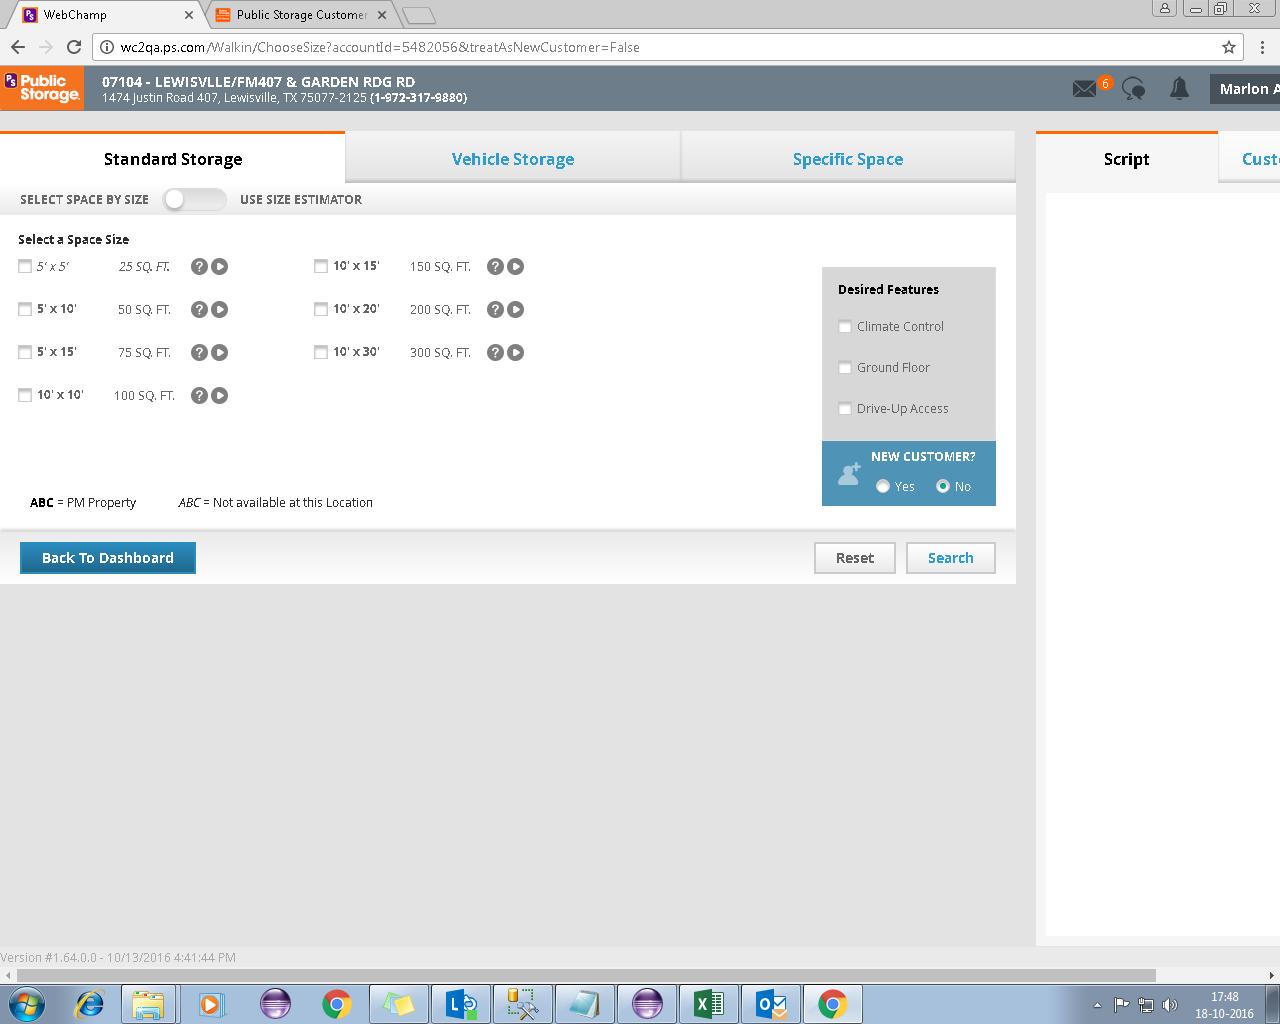 WebChamp
Public Storage Customer
wc2qa.ps.com/Walkin/ChooseSize?accountId=5482056&treatAsNewCustomer=False
PS Public Storage.
07104 - LEWISVLLE/FM407 & GARDEN RDG RD
1474 Justin Road 407, Lewisville, TX 75077-2125 (1-972-317-9880)
6
Marlon A
Standard Storage
Vehicle Storage
Specific Space
Script
Cust
SELECT SPACE BY SIZE
USE SIZE ESTIMATOR
Select a Space Size
5' x 5' 25 SQ. FT. ?
10' x 15' 150 SQ. FT. ?
5' x 10' 50 SQ. FT. ?
10' x 20' 200 SQ. FT. ?
5' x 15' 75 SQ. FT. ?
10' x 30' 300 SQ. FT. ?
10' x 10' 100 SQ. FT. ?
Desired Features
Climate Control
Ground Floor
Drive-Up Access
NEW CUSTOMER?
Yes No
ABC = PM Property
ABC = Not available at this Location
Back To Dashboard
Reset
Search
Version #1.64.0.0 - 10/13/2016 4:41:44 PM
17:48
18-10-2016